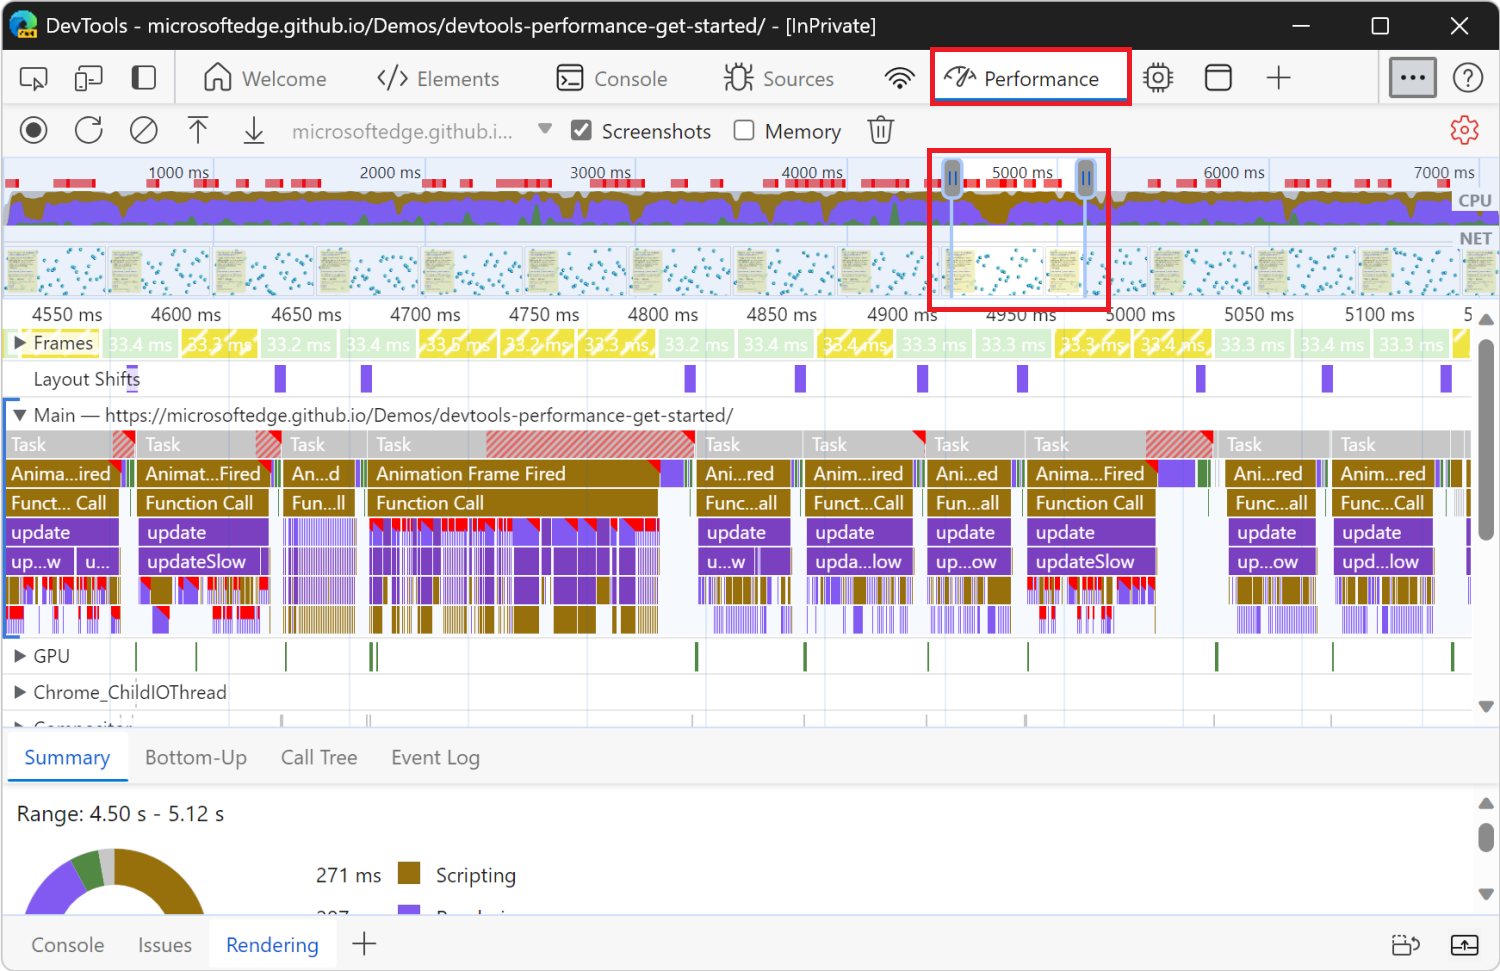 DevTools - microsoftedge.github.io/Demos/devtools-performance-get-started/ - [InPrivate]
Welcome Elements Console Sources Performance
microsoftedge.github.i... Screenshots Memory
1000 ms 2000 ms 3000 ms 4000 ms 5000 ms 6000 ms 7000 ms
CPU
NET
4550 ms 4600 ms 4650 ms 4700 ms 4750 ms 4800 ms 4850 ms 4900 ms 4950 ms 5000 ms 5050 ms 5100 ms 5
Frames 33.4 ms 33.3 ms 33.2 ms 33.4 ms 33.5 ms 33.2 ms 33.3 ms 33.2 ms 33.4 ms 33.4 ms 33.3 ms 33.3 ms 33.3 ms 33.4 ms 33.3 ms 33.4 ms 33.3 ms
Layout Shifts
Main — https://microsoftedge.github.io/Demos/devtools-performance-get-started/
Task Task Task Task Task Task Task Task Task Task
Anima...ired Animat...Fired An...d Animation Frame Fired Ani...red Anim...ired Ani...ed Anima...Fired Ani...red Anim...red
Funct... Call Function Call Fun...ll Function Call Func...all Funct...Call Fun...all Function Call Func...all Func...Call
update update update update update update update update
up...w u... updateSlow u...w upda...low up...ow updateSlow up...ow upd...low
GPU
Chrome_ChildIOThread
Summary Bottom-Up Call Tree Event Log
Range: 4.50 s - 5.12 s
271 ms Scripting
Console Issues Rendering